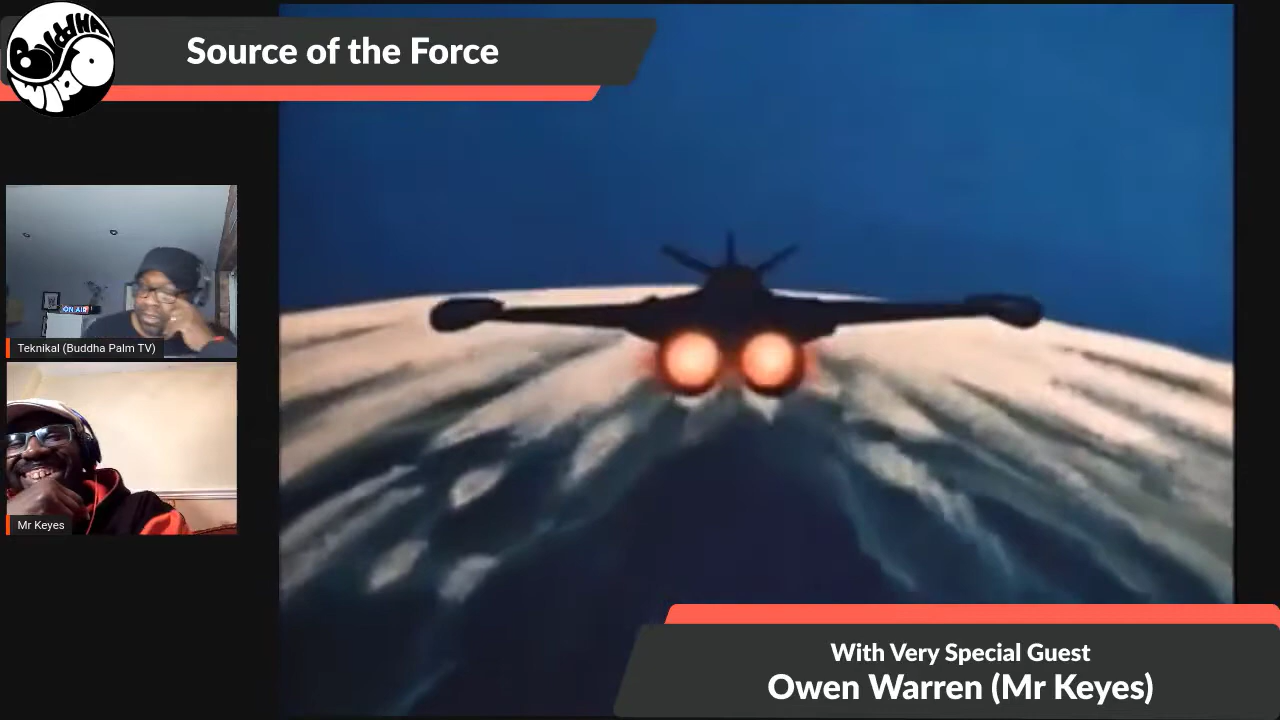 Buddha
Source of the Force
ON AIR
Teknikal (Buddha Palm TV)
Mr Keyes
With Very Special Guest
Owen Warren (Mr Keyes)